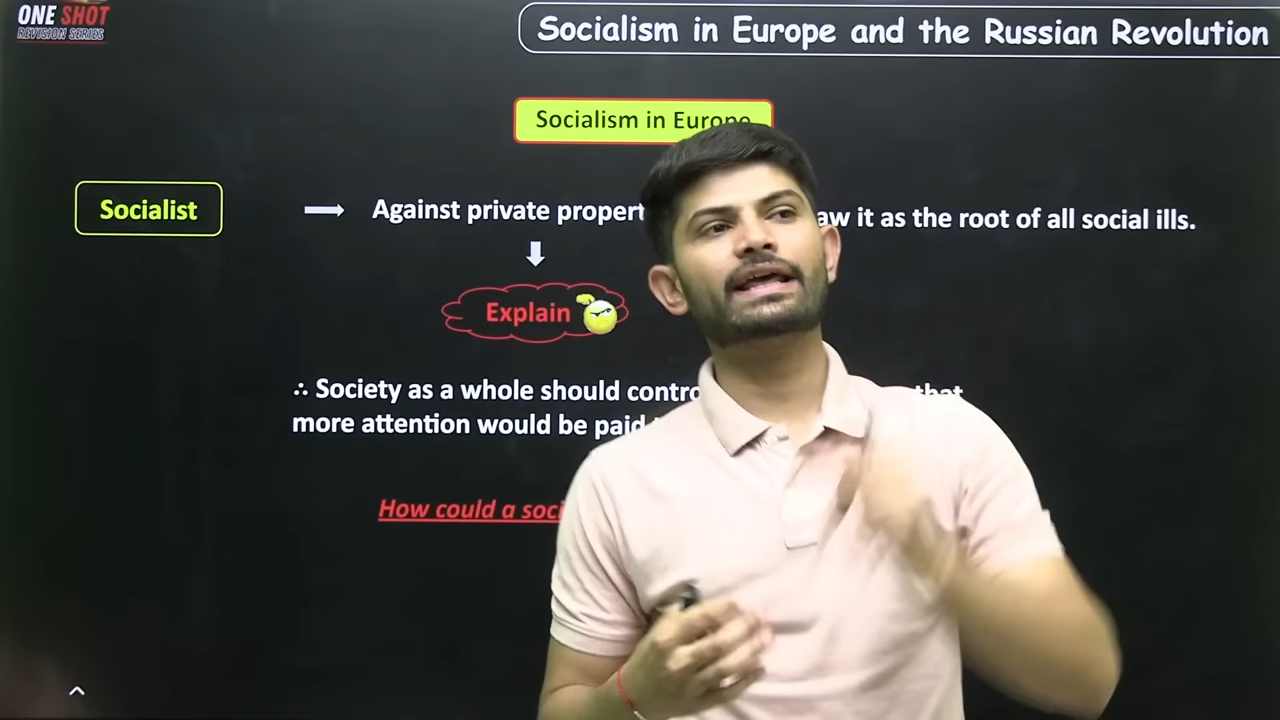 ONE SHOT
REVISION SERIES
Socialism in Europe and the Russian Revolution
Socialism in Europe
Socialist
Against private propert aw it as the root of all social ills.
Explain
∴ Society as a whole should contro that
more attention would be paid
How could a soci